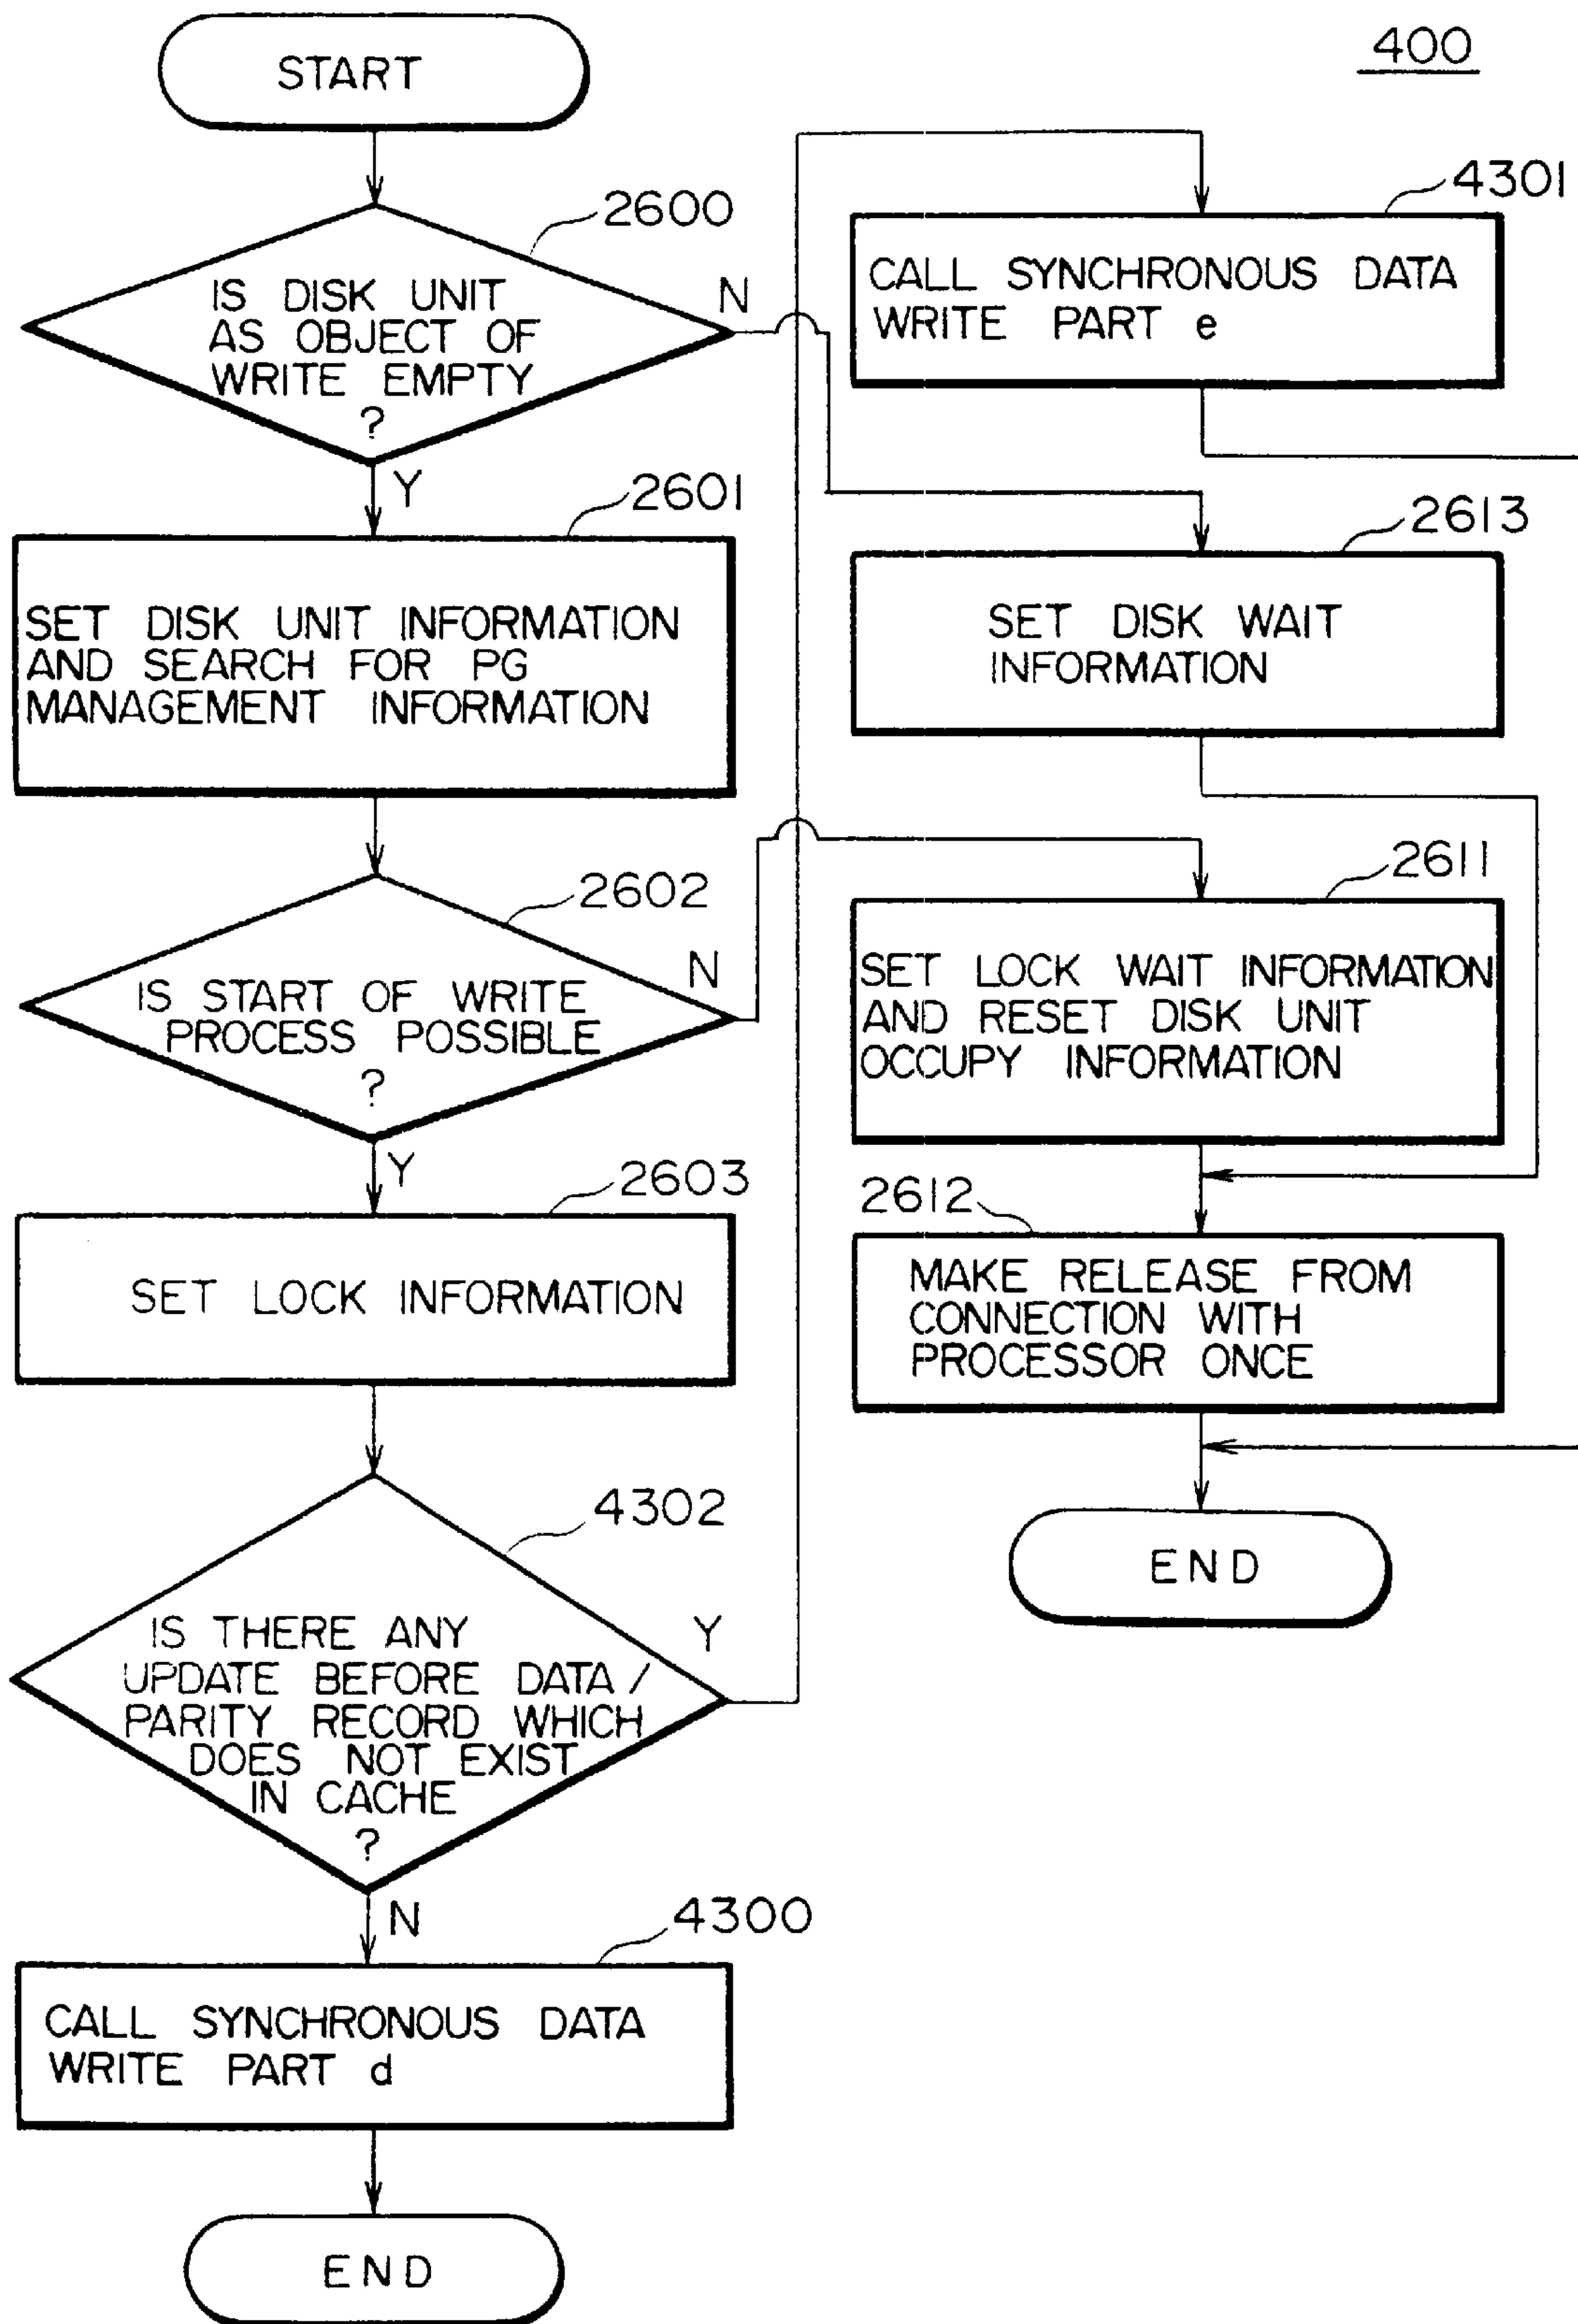 START
400
2600
IS DISK UNIT
AS OBJECT OF
WRITE EMPTY
?
N
Y
4301
CALL SYNCHRONOUS DATA
WRITE PART e
2601
SET DISK UNIT INFORMATION
AND SEARCH FOR PG
MANAGEMENT INFORMATION
2613
SET DISK WAIT
INFORMATION
2602
IS START OF WRITE
PROCESS POSSIBLE
?
N
Y
2611
SET LOCK WAIT INFORMATION
AND RESET DISK UNIT
OCCUPY INFORMATION
2603
SET LOCK INFORMATION
2612
MAKE RELEASE FROM
CONNECTION WITH
PROCESSOR ONCE
4302
IS THERE ANY
UPDATE BEFORE DATA /
PARITY RECORD WHICH
DOES NOT EXIST
IN CACHE
?
Y
N
END
4300
CALL SYNCHRONOUS DATA
WRITE PART d
END